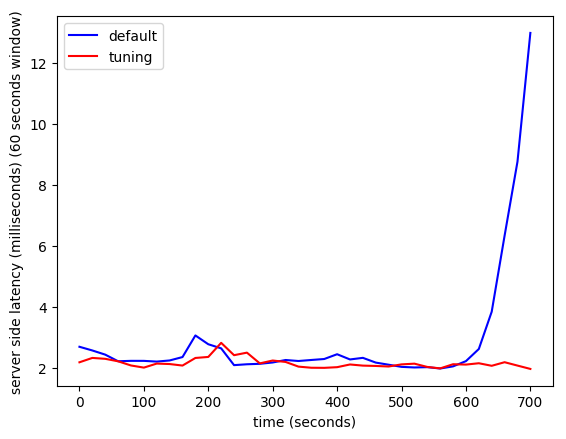 default
tuning
server side latency (milliseconds) (60 seconds window)
12
10
8
6
4
2
0 100 200 300 400 500 600 700
time (seconds)